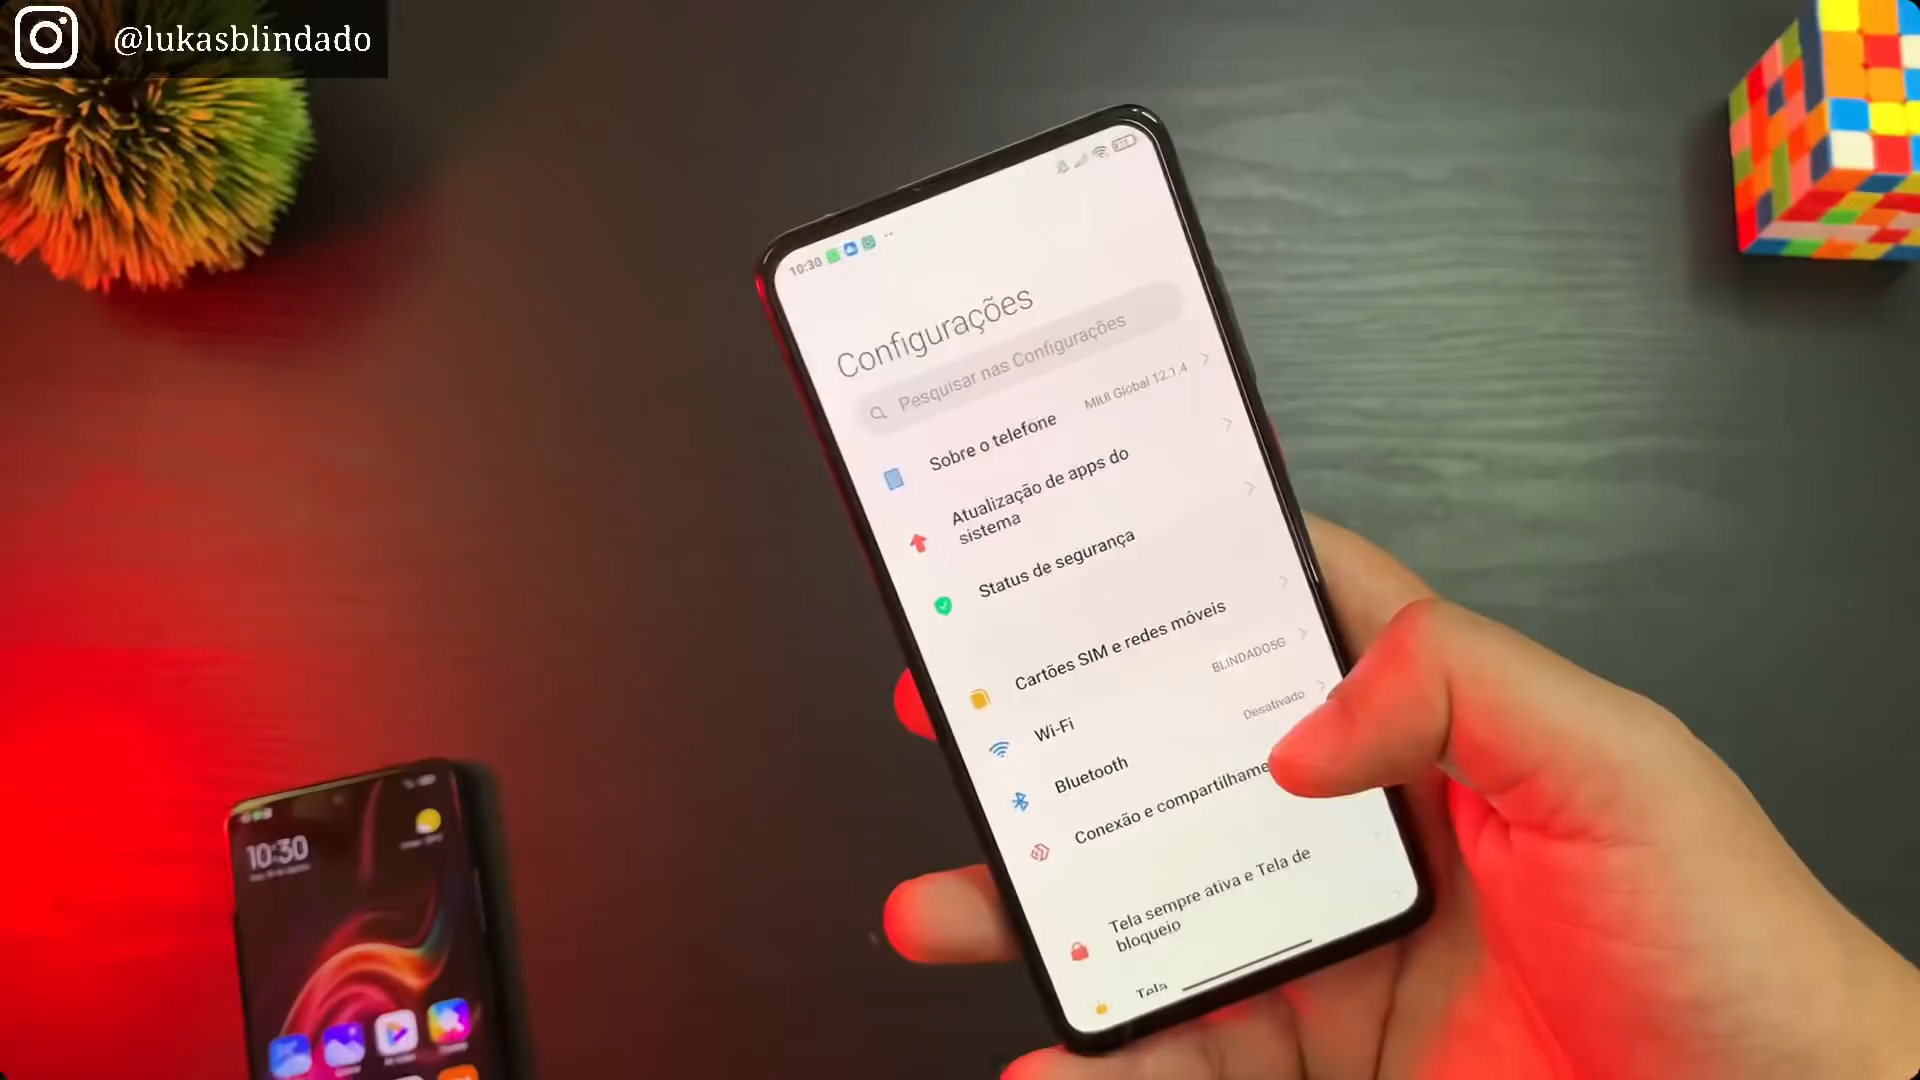 @lukasblindado
10:30
Configurações
Pesquisar nas Configurações
Sobre o telefone
MIUI Global 12.1.4
Atualização de apps do
sistema
Status de segurança
Cartões SIM e redes móveis
Wi-Fi
BLINDADO5G
Bluetooth
Desativado
Conexão e compartilhame
Tela sempre ativa e Tela de
bloqueio
Tela
10:30